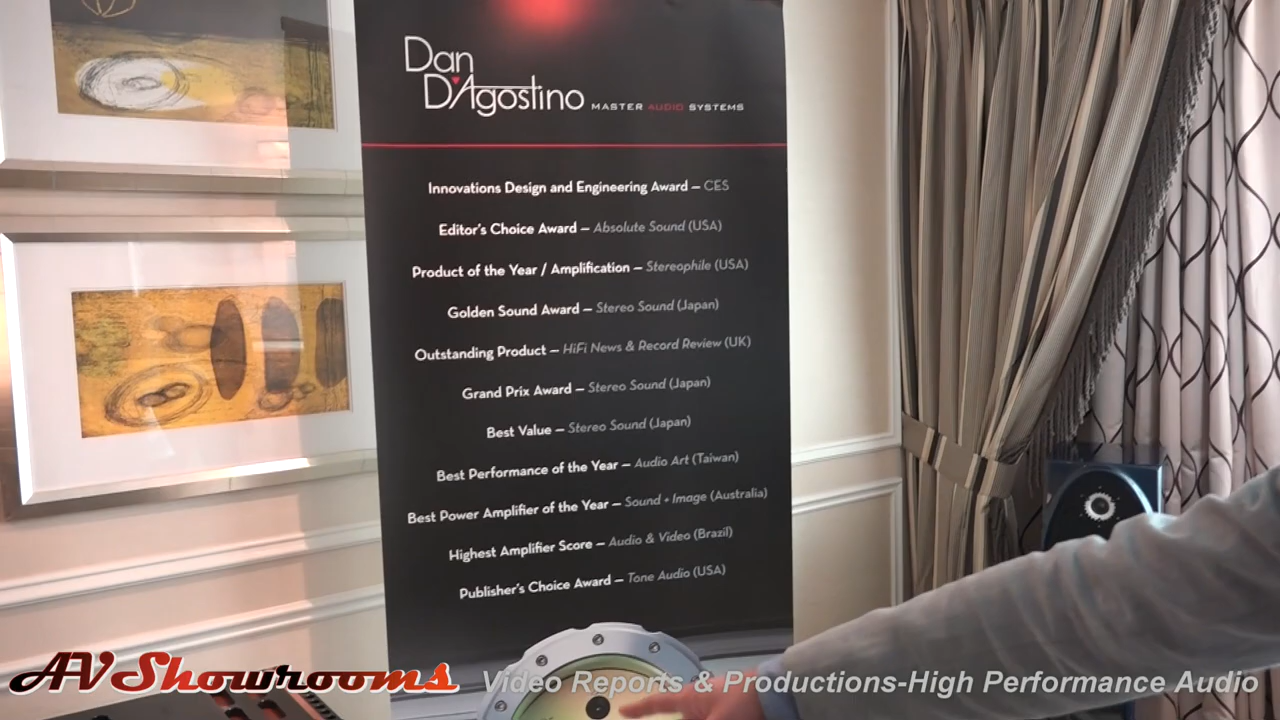 Dan
D'Agostino MASTER AUDIO SYSTEMS
Innovations Design and Engineering Award – CES
Editor's Choice Award – Absolute Sound (USA)
Product of the Year / Amplification – Stereophile (USA)
Golden Sound Award – Stereo Sound (Japan)
Outstanding Product – HiFi News & Record Review (UK)
Grand Prix Award – Stereo Sound (Japan)
Best Value – Stereo Sound (Japan)
Best Performance of the Year – Audio Art (Taiwan)
Best Power Amplifier of the Year – Sound + Image (Australia)
Highest Amplifier Score – Audio & Video (Brazil)
Publisher's Choice Award – Tone Audio (USA)
AV Showrooms Video Reports & Productions-High Performance Audio